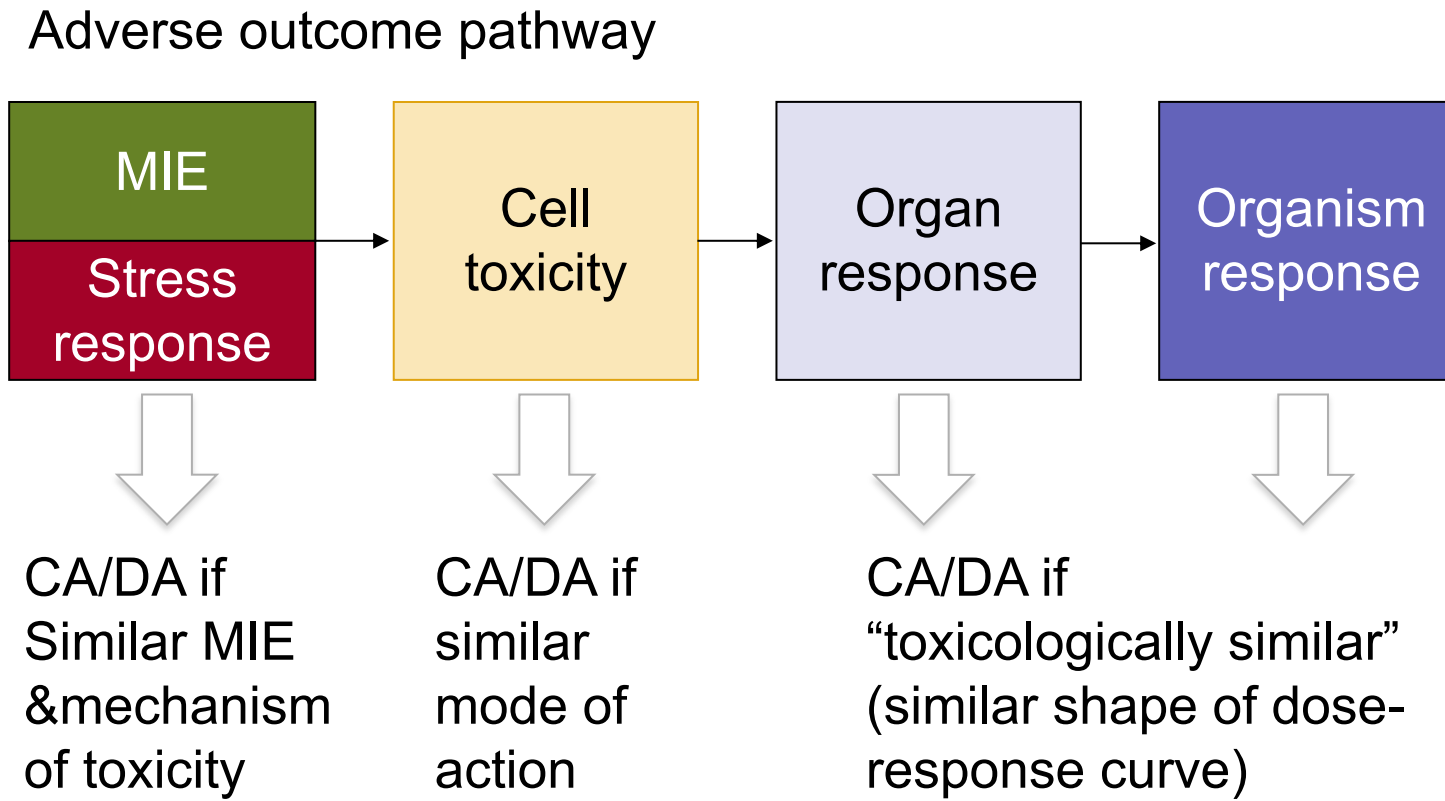 Adverse outcome pathway
MIE
Stress
response
Cell
toxicity
Organ
response
Organism
response
CA/DA if
Similar MIE
&mechanism
of toxicity
CA/DA if
similar
mode of
action
CA/DA if
“toxicologically similar”
(similar shape of dose-
response curve)